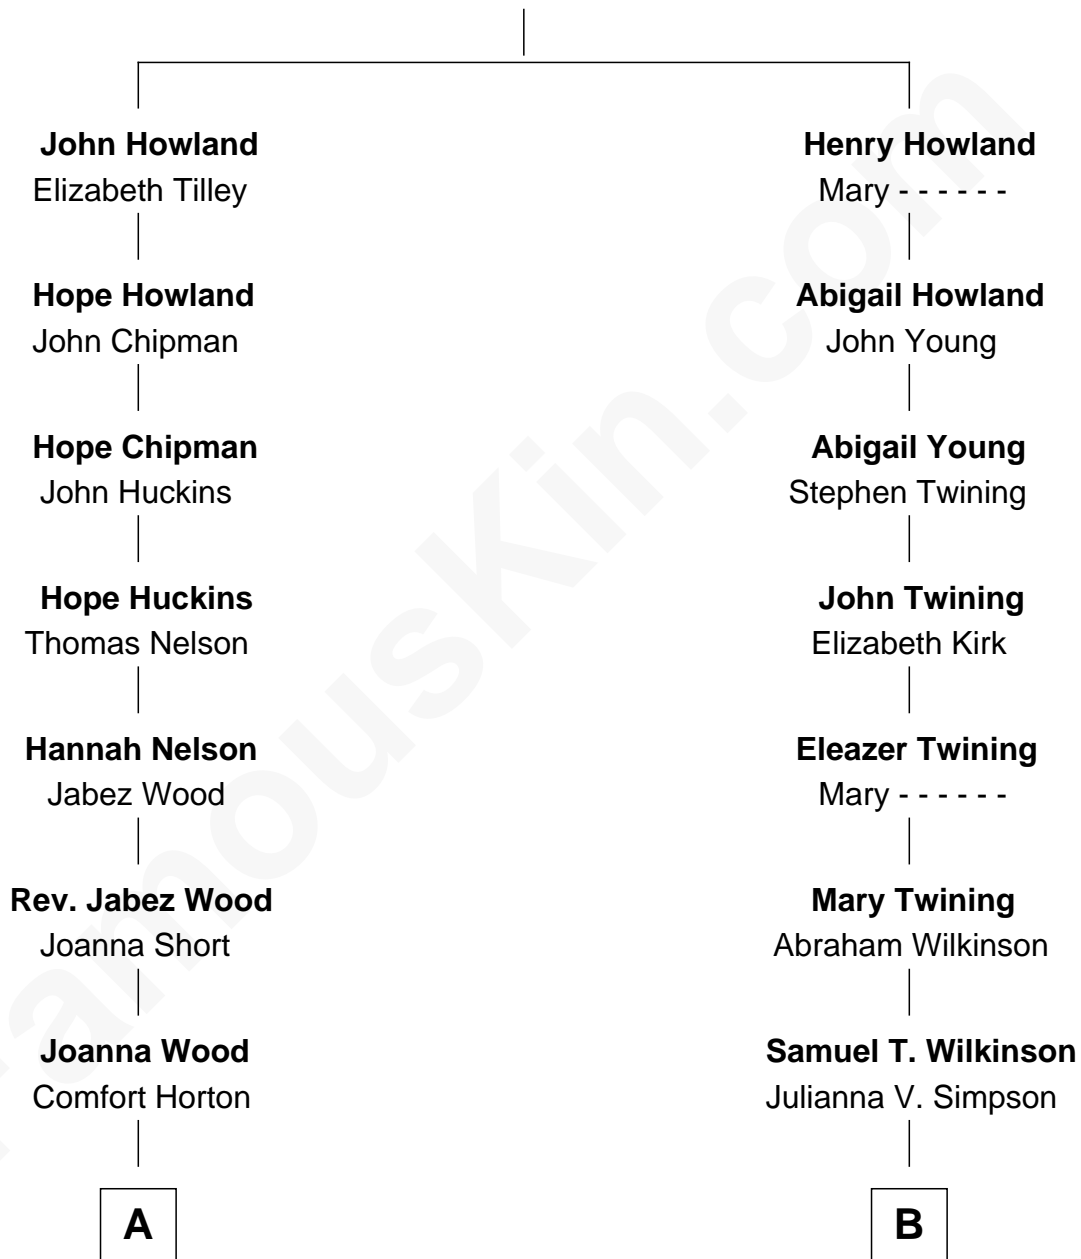 John Howland
Elizabeth Tilley
Hope Howland
John Chipman
Hope Chipman
John Huckins
Hope Huckins
Thomas Nelson
Hannah Nelson
Jabez Wood
Rev. Jabez Wood
Joanna Short
Joanna Wood
Comfort Horton
A
Henry Howland
Mary - - - - - -
Abigail Howland
John Young
Abigail Young
Stephen Twining
John Twining
Elizabeth Kirk
Eleazer Twining
Mary - - - - - -
Mary Twining
Abraham Wilkinson
Samuel T. Wilkinson
Julianna V. Simpson
B
FamousKin.com